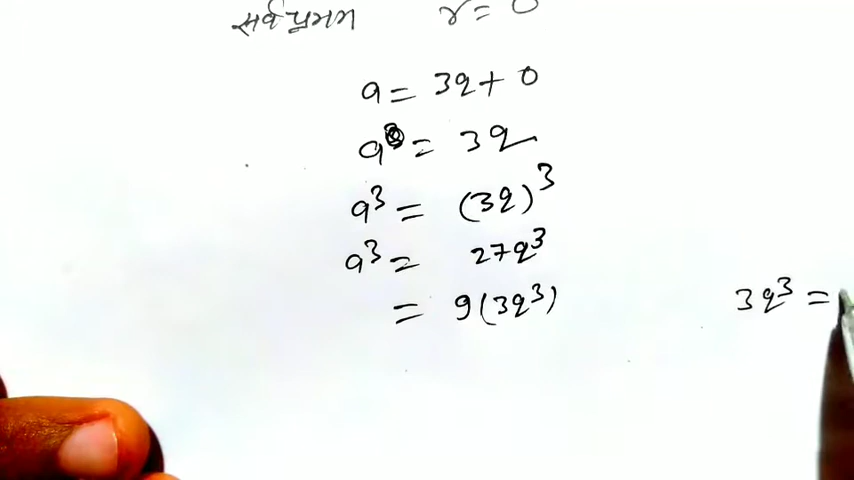 सर्वप्रथम r = 0
a = 3q + 0
a = 3q
a³ = (3q)³
a³ = 27q³
= 9(3q³) 3q³ =